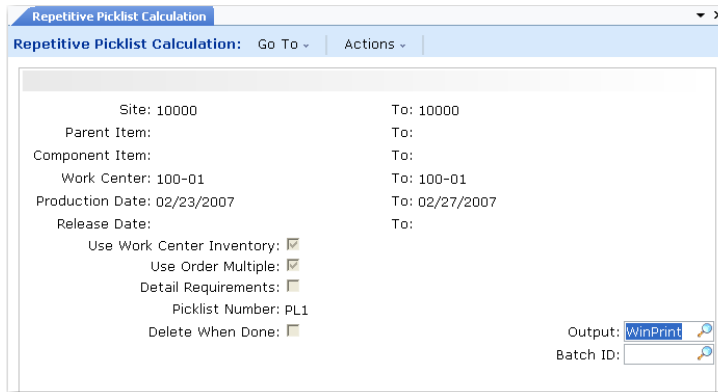 Repetitive Picklist Calculation
Repetitive Picklist Calculation: Go To Actions
Site: 10000 To: 10000
Parent Item: To:
Component Item: To:
Work Center: 100-01 To: 100-01
Production Date: 02/23/2007 To: 02/27/2007
Release Date: To:
Use Work Center Inventory:
Use Order Multiple:
Detail Requirements:
Picklist Number: PL1
Delete When Done: Output: WinPrint
Batch ID: